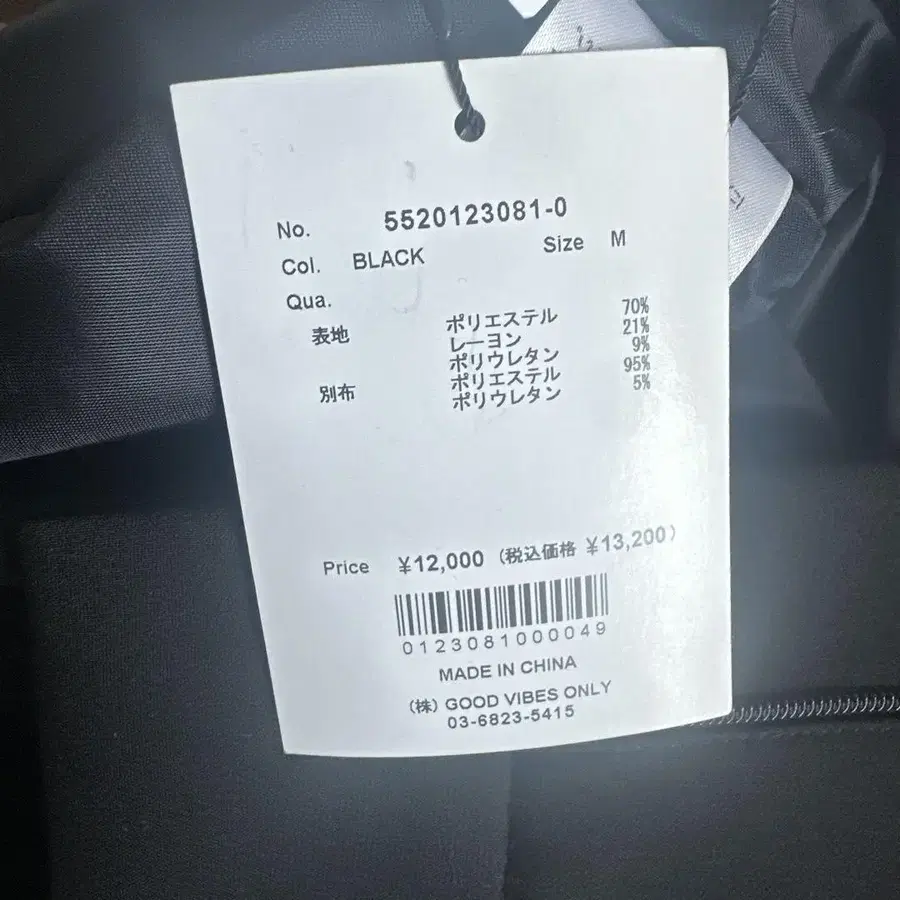 No. 5520123081-0
Col. BLACK Size M
Qua.
表地 ポリエステル 70%
レーヨン 21%
ポリウレタン 9%
別布 ポリエステル 95%
ポリウレタン 5%
Price ¥12,000 (税込価格 ¥13,200)
0123081000049
MADE IN CHINA
(株) GOOD VIBES ONLY
03-6823-5415